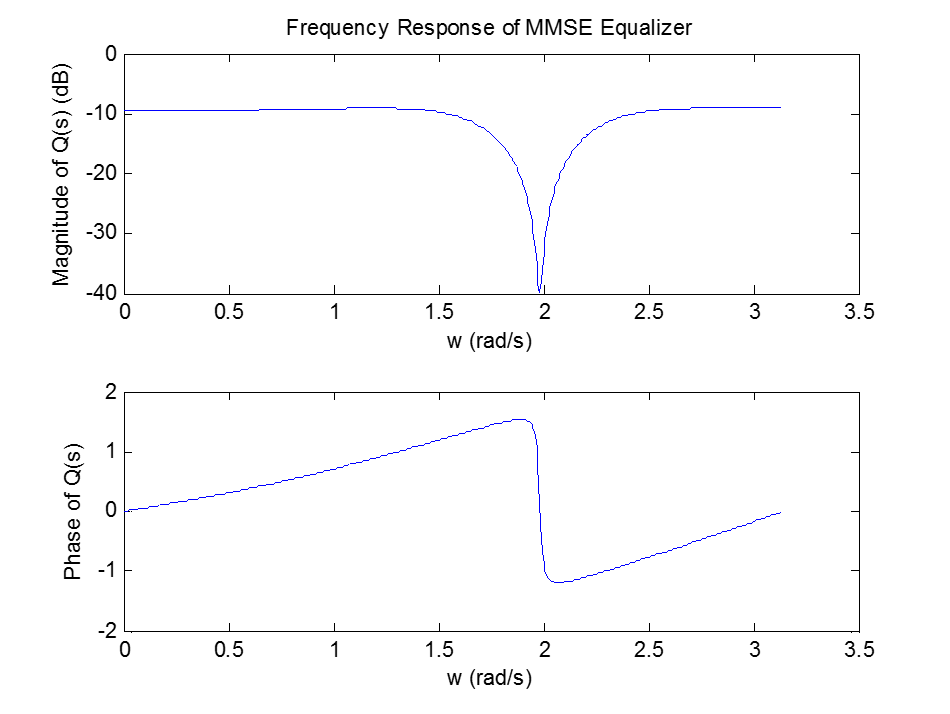 Frequency Response of MMSE Equalizer
Magnitude of Q(s) (dB)
0
-10
-20
-30
-40
0 0.5 1 1.5 2 2.5 3 3.5
w (rad/s)
Phase of Q(s)
2
1
0
-1
-2
0 0.5 1 1.5 2 2.5 3 3.5
w (rad/s)